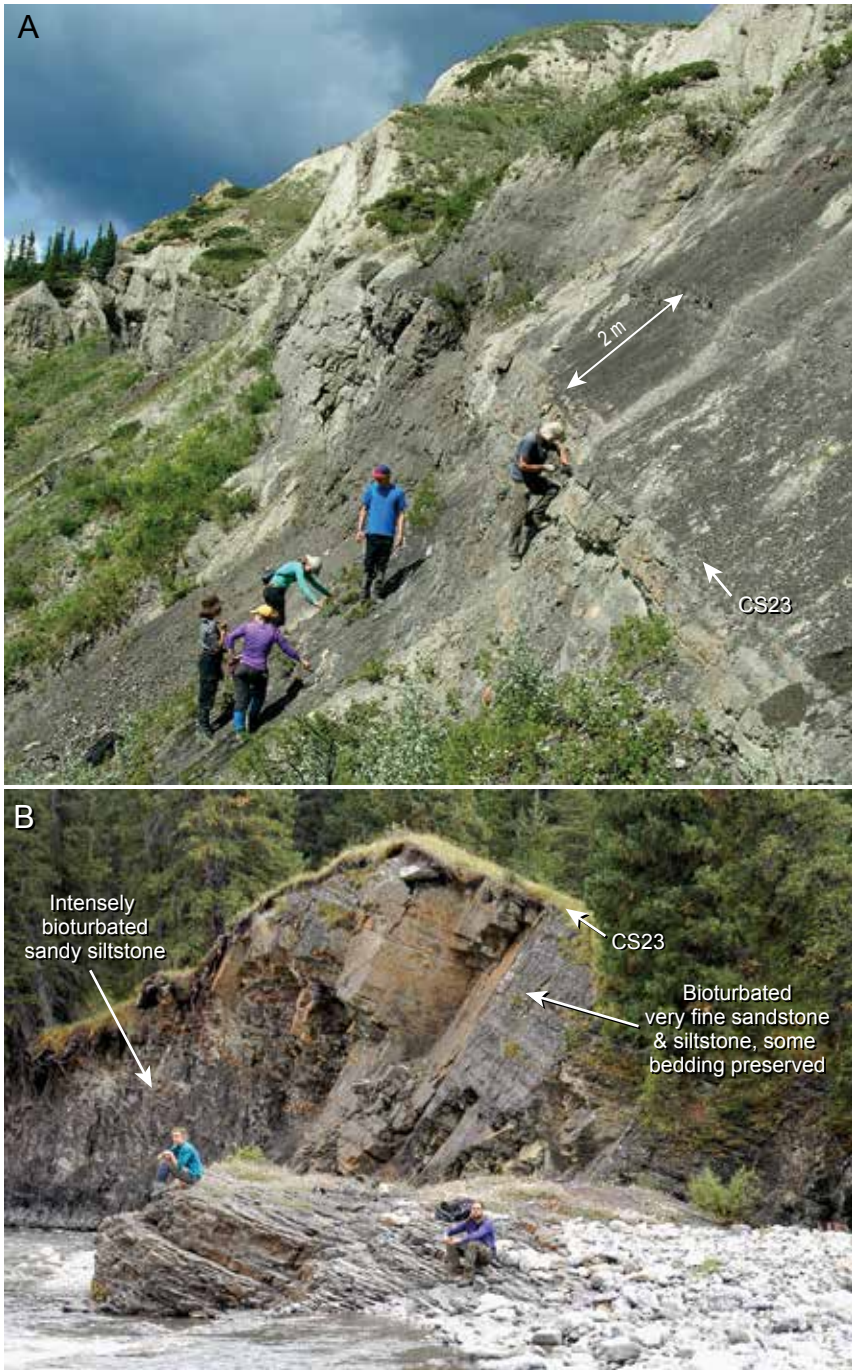 A
2 m
CS23
B
Intensely
bioturbated
sandy siltstone
CS23
Bioturbated
very fine sandstone
& siltstone, some
bedding preserved